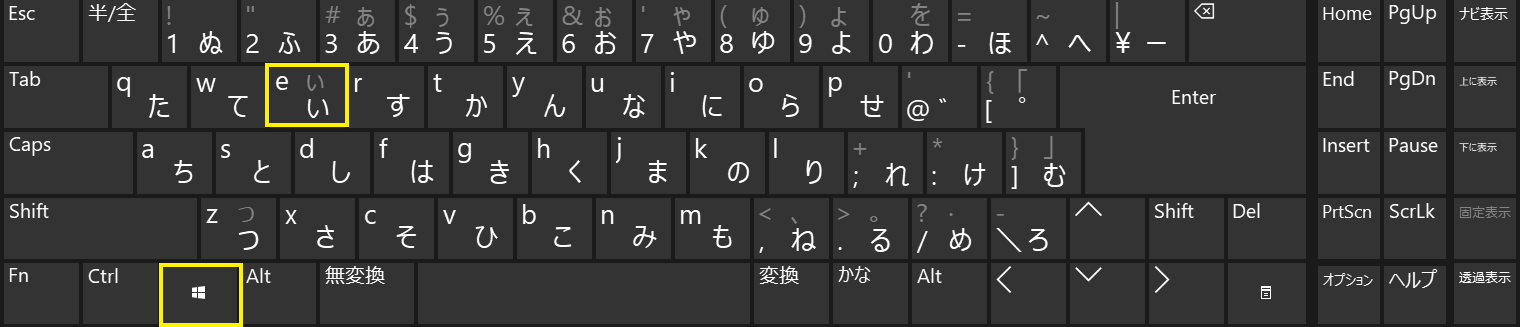 Esc 半/全 ! 1 ぬ " 2 ふ # ぁ 3 あ $ ぅ 4 う % ぇ 5 え & ぉ 6 お ' ゃ 7 や ( ゅ 8 ゆ ) ょ 9 よ を 0 わ = - ほ ~ ^ へ | ¥ ー Home PgUp ナビ表示
Tab q た w て e ぃ い r す t か y ん u な i に o ら p せ ' @ ゛ { 「 [ ゜ Enter End PgDn 上に表示
Caps a ち s と d し f は g き h く j ま k の l り + ; れ * : け } 」 ] む Insert Pause 下に表示
Shift z っ つ x さ c そ v ひ b こ n み m も < 、 , ね > 。 . る ? ・ / め - \ ろ Shift Del PrtScn ScrLk 固定表示
Fn Ctrl Alt 無変換 変換 かな Alt オプション ヘルプ 透過表示